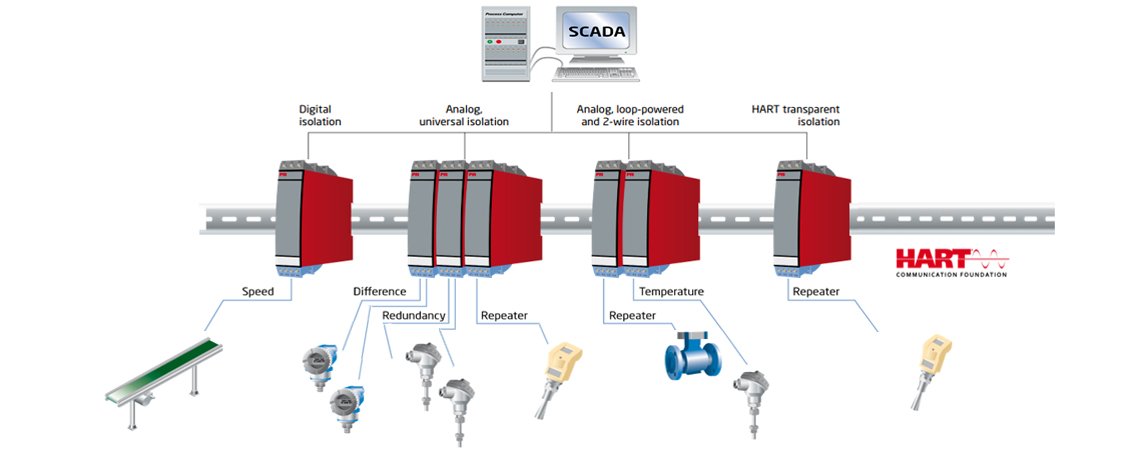 Process Computer
SCADA
Digital
isolation
Analog,
universal isolation
Analog, loop-powered
and 2-wire isolation
HART transparent
isolation
PR
PR
PR
PR
PR
PR
PR
HART
COMMUNICATION FOUNDATION
Speed
Difference
Redundancy
Repeater
Temperature
Repeater
Repeater